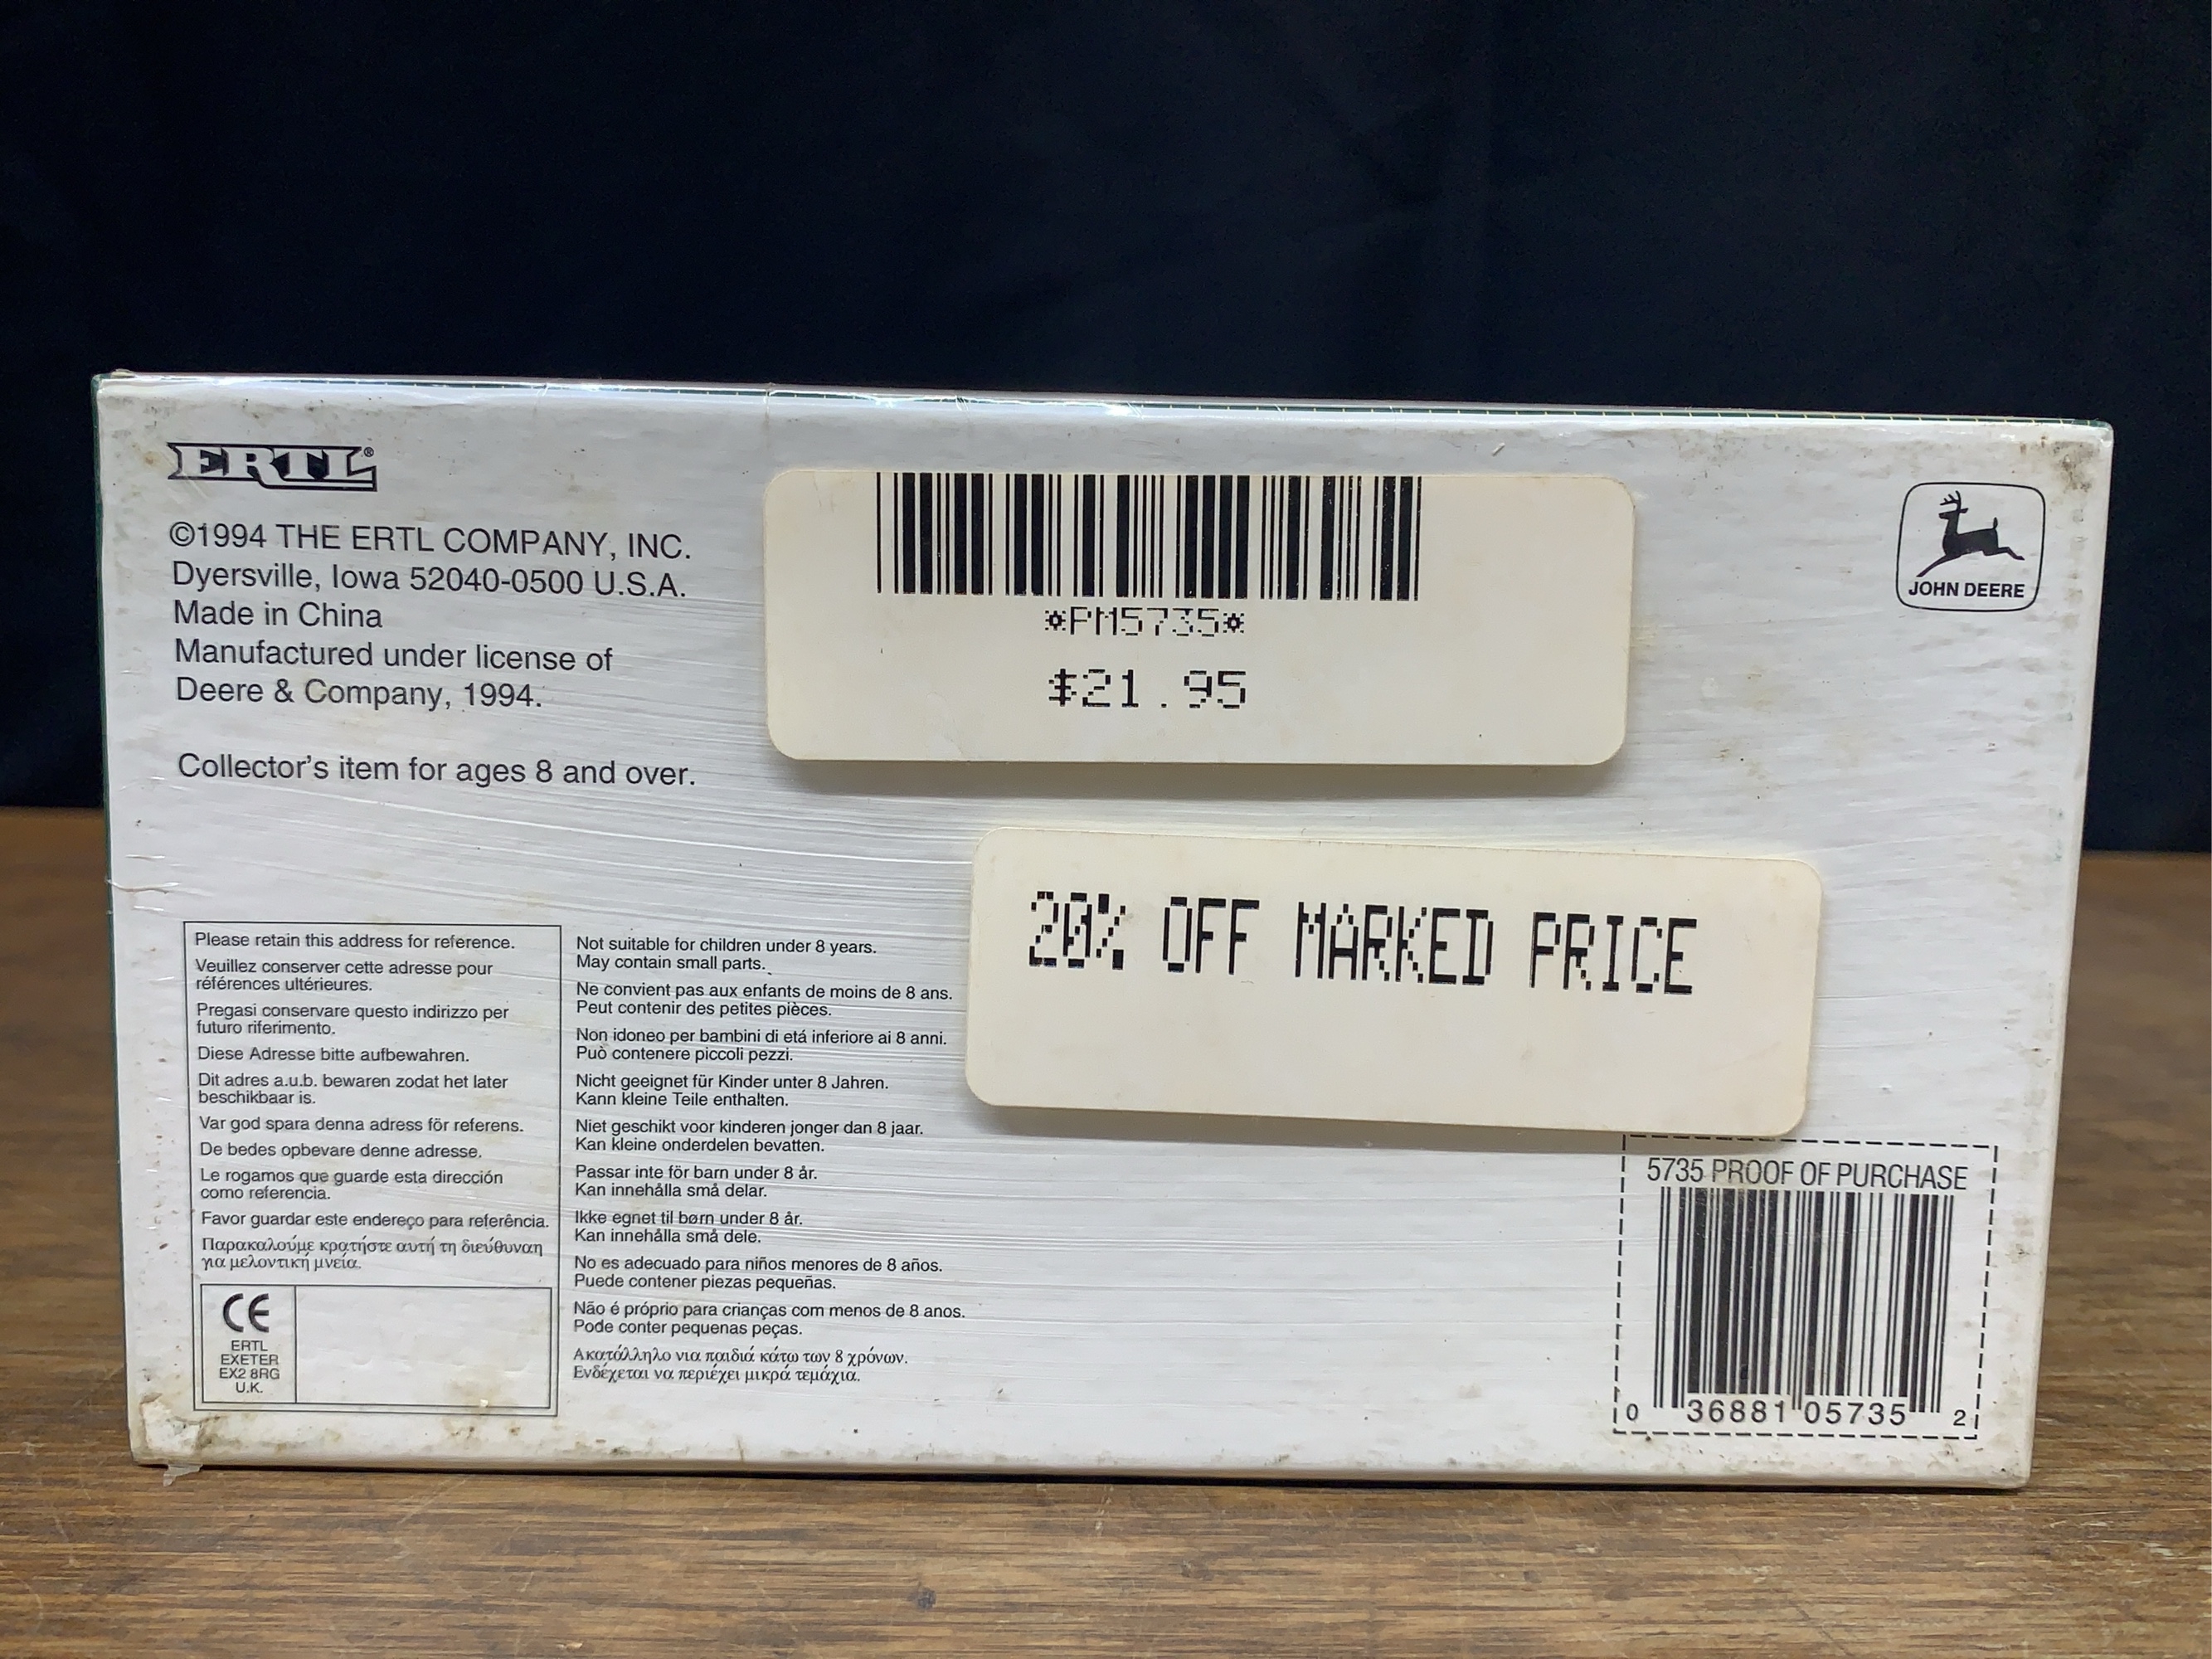 ERTL®
©1994 THE ERTL COMPANY, INC.
Dyersville, Iowa 52040-0500 U.S.A.
Made in China
Manufactured under license of
Deere & Company, 1994.
Collector's item for ages 8 and over.
*PM5735*
$21.95
JOHN DEERE
20% OFF MARKED PRICE
Please retain this address for reference.
Veuillez conserver cette adresse pour
références ultérieures.
Pregasi conservare questo indirizzo per
futuro riferimento.
Diese Adresse bitte aufbewahren.
Dit adres a.u.b. bewaren zodat het later
beschikbaar is.
Var god spara denna adress för referens.
De bedes opbevare denne adresse.
Le rogamos que guarde esta dirección
como referencia.
Favor guardar este endereço para referência.
Παρακαλούμε κρατήστε αυτή τη διεύθυναη
για μελοντική μνεία.
CE
ERTL
EXETER
EX2 8RG
U.K.
Not suitable for children under 8 years.
May contain small parts.
Ne convient pas aux enfants de moins de 8 ans.
Peut contenir des petites pièces.
Non idoneo per bambini di etá inferiore ai 8 anni.
Può contenere piccoli pezzi.
Nicht geeignet für Kinder unter 8 Jahren.
Kann kleine Teile enthalten.
Niet geschikt voor kinderen jonger dan 8 jaar.
Kan kleine onderdelen bevatten.
Passar inte för barn under 8 år.
Kan innehålla små delar.
Ikke egnet til børn under 8 år.
Kan innehålla små dele.
No es adecuado para niños menores de 8 años.
Puede contener piezas pequeñas.
Não é próprio para crianças com menos de 8 anos.
Pode conter pequenas peças.
Ακατάλληλο νια παιδιά κάτω των 8 χρόνων.
Ενδέχεται να περιέχει μικρά τεμάχια.
5735 PROOF OF PURCHASE
0 36881 05735 2